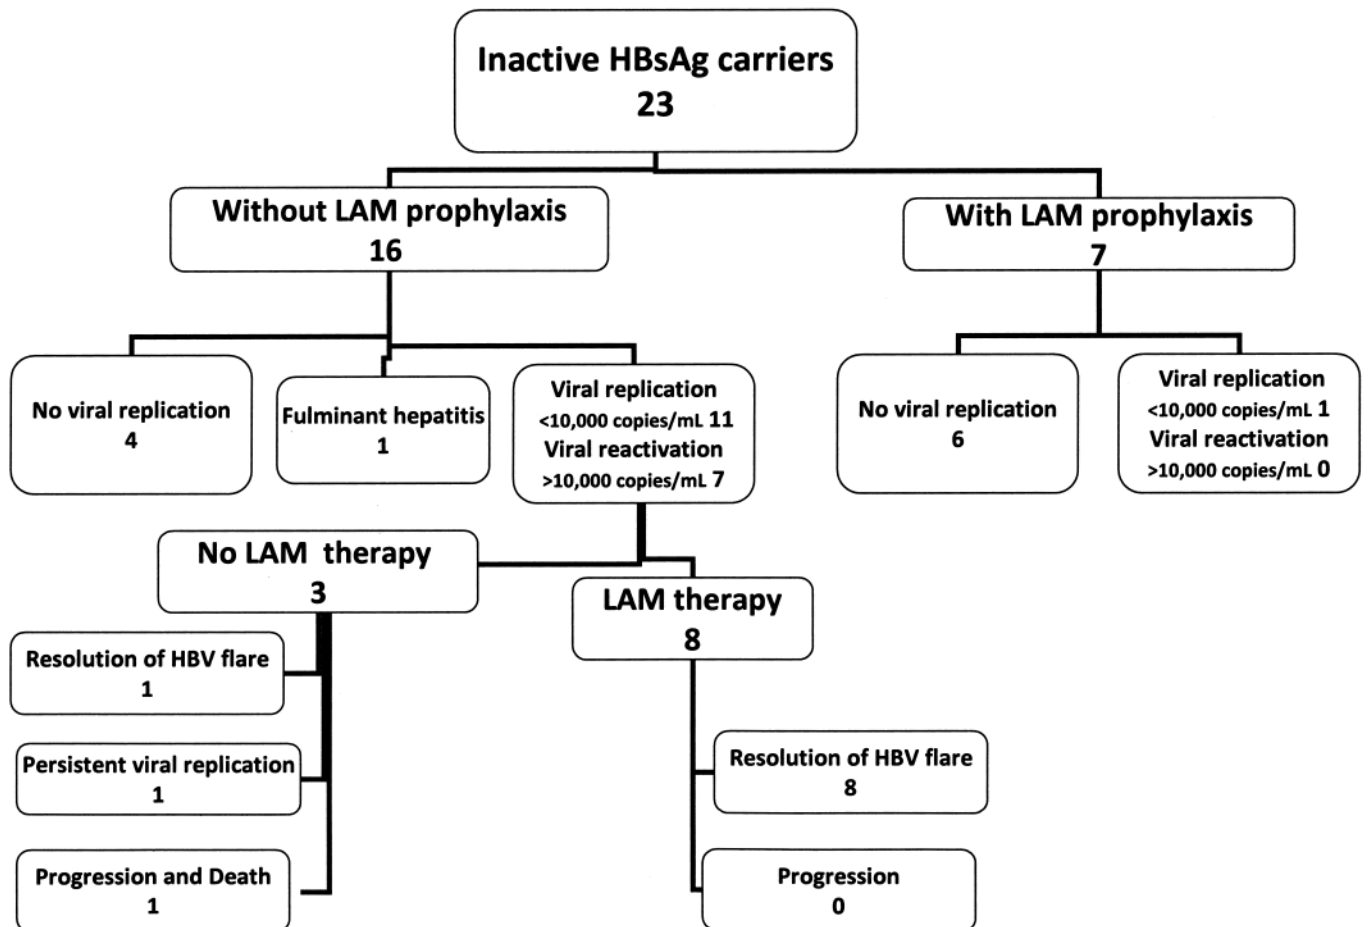 Inactive HBsAg carriers
23
Without LAM prophylaxis
16
With LAM prophylaxis
7
No viral replication
4
Fulminant hepatitis
1
Viral replication
<10,000 copies/mL 11
Viral reactivation
>10,000 copies/mL 7
No viral replication
6
Viral replication
<10,000 copies/mL 1
Viral reactivation
>10,000 copies/mL 0
No LAM therapy
3
LAM therapy
8
Resolution of HBV flare
1
Persistent viral replication
1
Progression and Death
1
Resolution of HBV flare
8
Progression
0